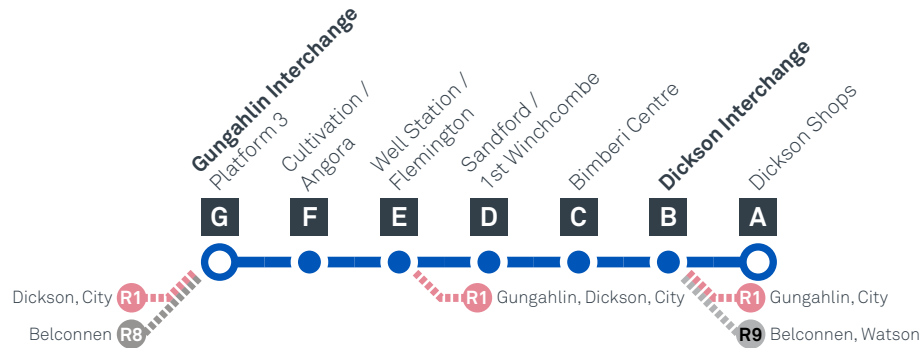 Gungahlin Interchange
Platform 3
Cultivation /
Angora
Well Station /
Flemington
Sandford /
1st Winchcombe
Bimberi Centre
Dickson Interchange
Dickson Shops
G F E D C B A
Dickson, City R1
R1 Gungahlin, Dickson, City
R1 Gungahlin, City
Belconnen R8
R9 Belconnen, Watson